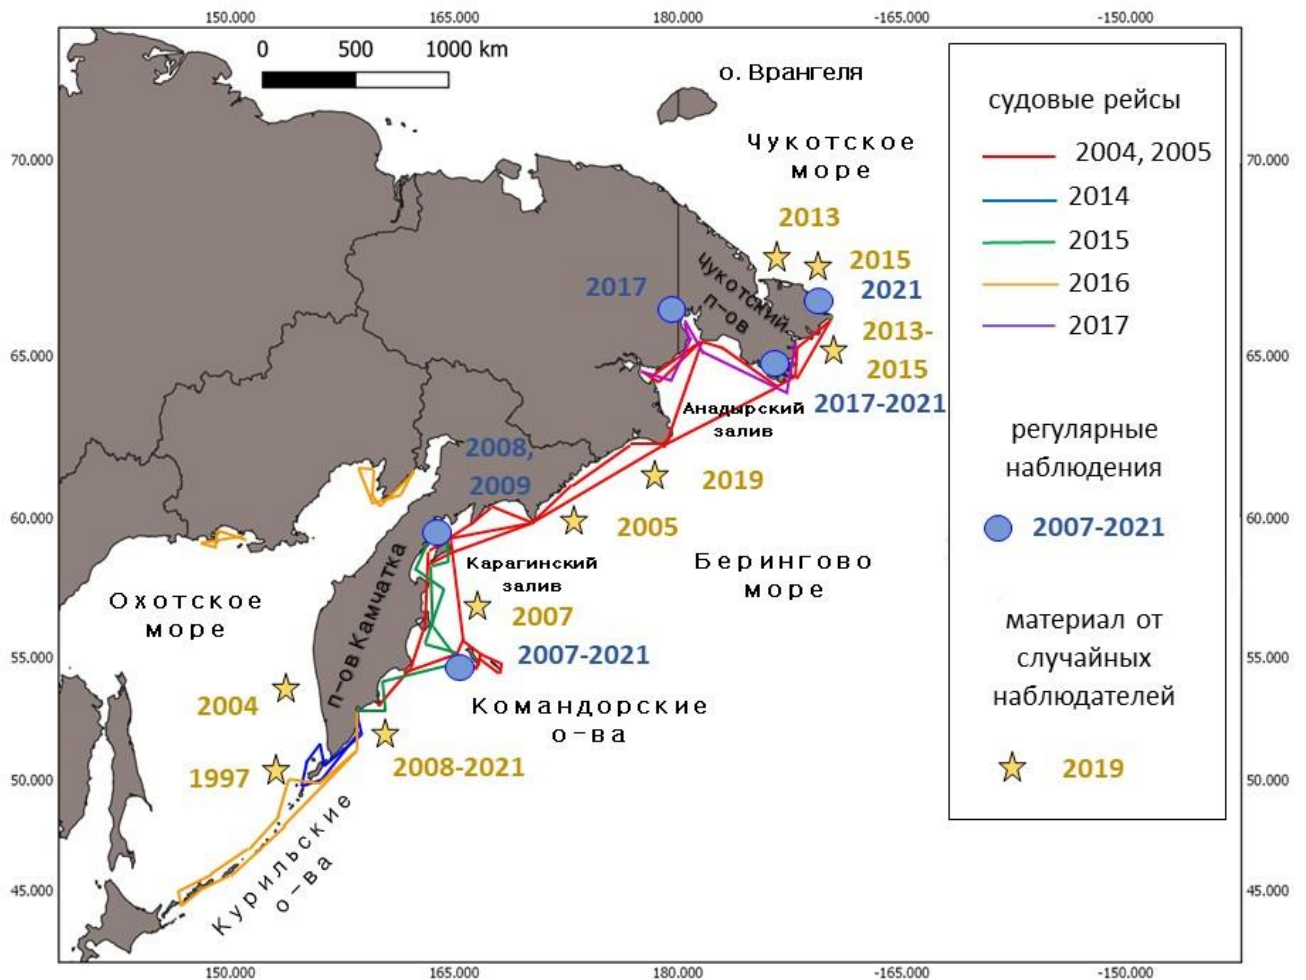 150.000 165.000 180.000 -165.000 -150.000
0 500 1000 km
о. Врангеля
Чукотское
море
70.000
70.000
2013
2015
2021
2017
Чукотский
п-ов
2013-
2015
65.000
65.000
2017-2021
Анадырский
залив
2008,
2009
2019
2005
60.000
60.000
Карагинский
залив
Берингово
море
Охотское
море
п-ов Камчатка
2007
2007-2021
55.000
55.000
Командорские
о-ва
2004
1997
2008-2021
50.000
50.000
Курильские
о-ва
45.000
45.000
150.000 165.000 180.000 -165.000 -150.000
судовые рейсы
2004, 2005
2014
2015
2016
2017
регулярные
наблюдения
2007-2021
материал от
случайных
наблюдателей
2019